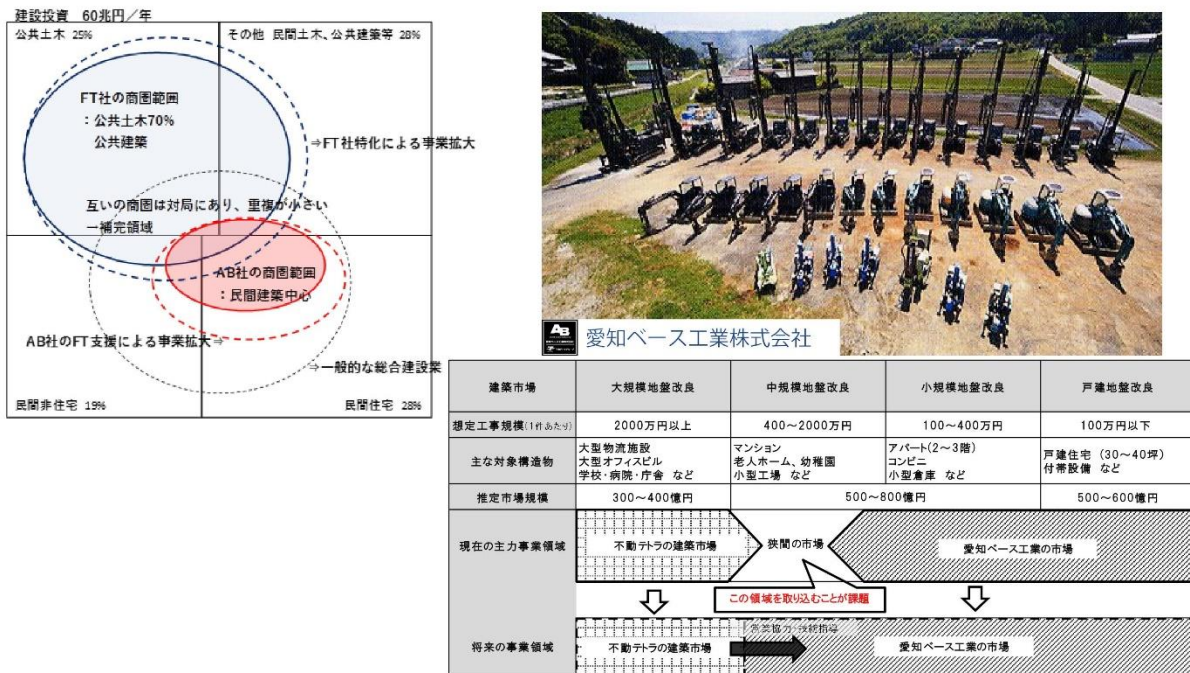 建設投資 60兆円／年
公共土木 25%
その他 民間土木、公共建築等 28%
FT社の商圏範囲
：公共土木70%
公共建築
⇒FT社特化による事業拡大
互いの商圏は対局にあり、重複が小さい
→補完領域
AB社の商圏範囲
：民間建築中心
AB社のFT支援による事業拡大⇒
⇒一般的な総合建設業
民間非住宅 19%
民間住宅 28%
AB
愛知ベース工業株式会社
建築市場 大規模地盤改良 中規模地盤改良 小規模地盤改良 戸建地盤改良
想定工事規模(1件あたり) 2000万円以上 400～2000万円 100～400万円 100万円以下
主な対象構造物
大型物流施設
大型オフィスビル
学校・病院・庁舎 など
マンション
老人ホーム、幼稚園
小型工場 など
アパート(2～3階)
コンビニ
小型倉庫 など
戸建住宅 (30～40坪)
付帯設備 など
推定市場規模 300～400億円 500～800億円 500～600億円
現在の主力事業領域 不動テトラの建築市場 狭間の市場 愛知ベース工業の市場
この領域を取り込むことが課題
営業協力・技術指導
将来の事業領域 不動テトラの建築市場 愛知ベース工業の市場